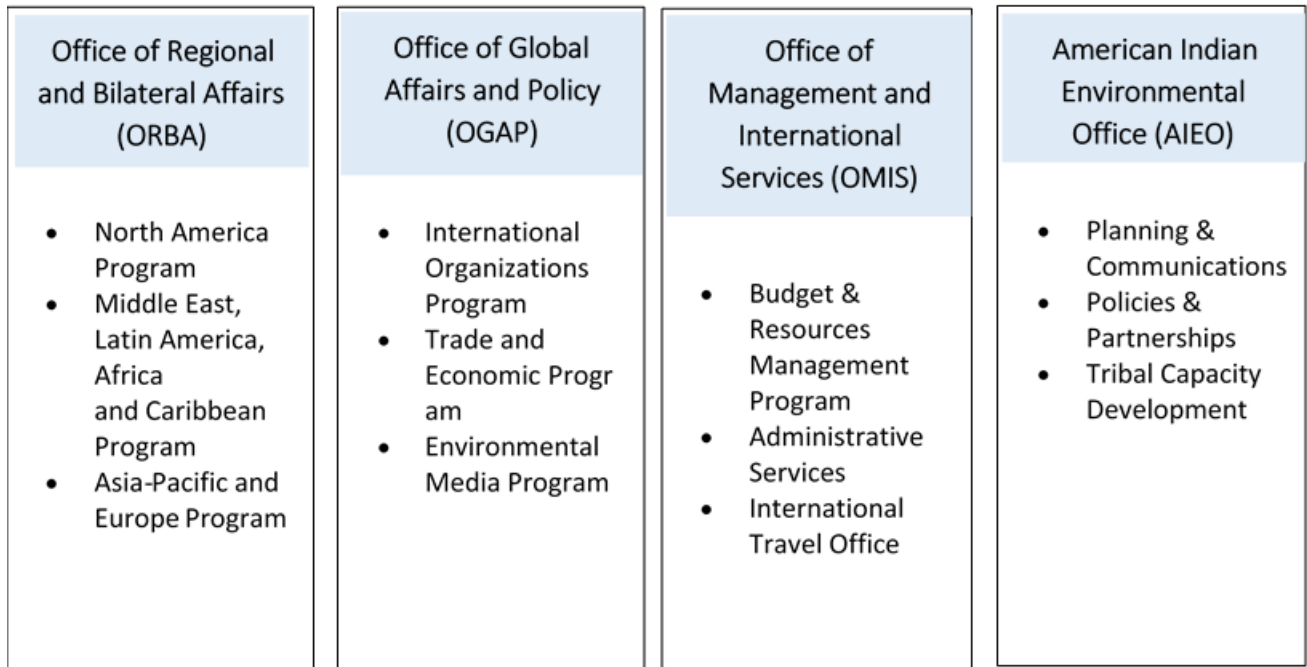 Office of Regional
and Bilateral Affairs
(ORBA)
• North America
Program
• Middle East,
Latin America,
Africa
and Caribbean
Program
• Asia-Pacific and
Europe Program
Office of Global
Affairs and Policy
(OGAP)
• International
Organizations
Program
• Trade and
Economic Progr
am
• Environmental
Media Program
Office of
Management and
International
Services (OMIS)
• Budget &
Resources
Management
Program
• Administrative
Services
• International
Travel Office
American Indian
Environmental
Office (AIEO)
• Planning &
Communications
• Policies &
Partnerships
• Tribal Capacity
Development